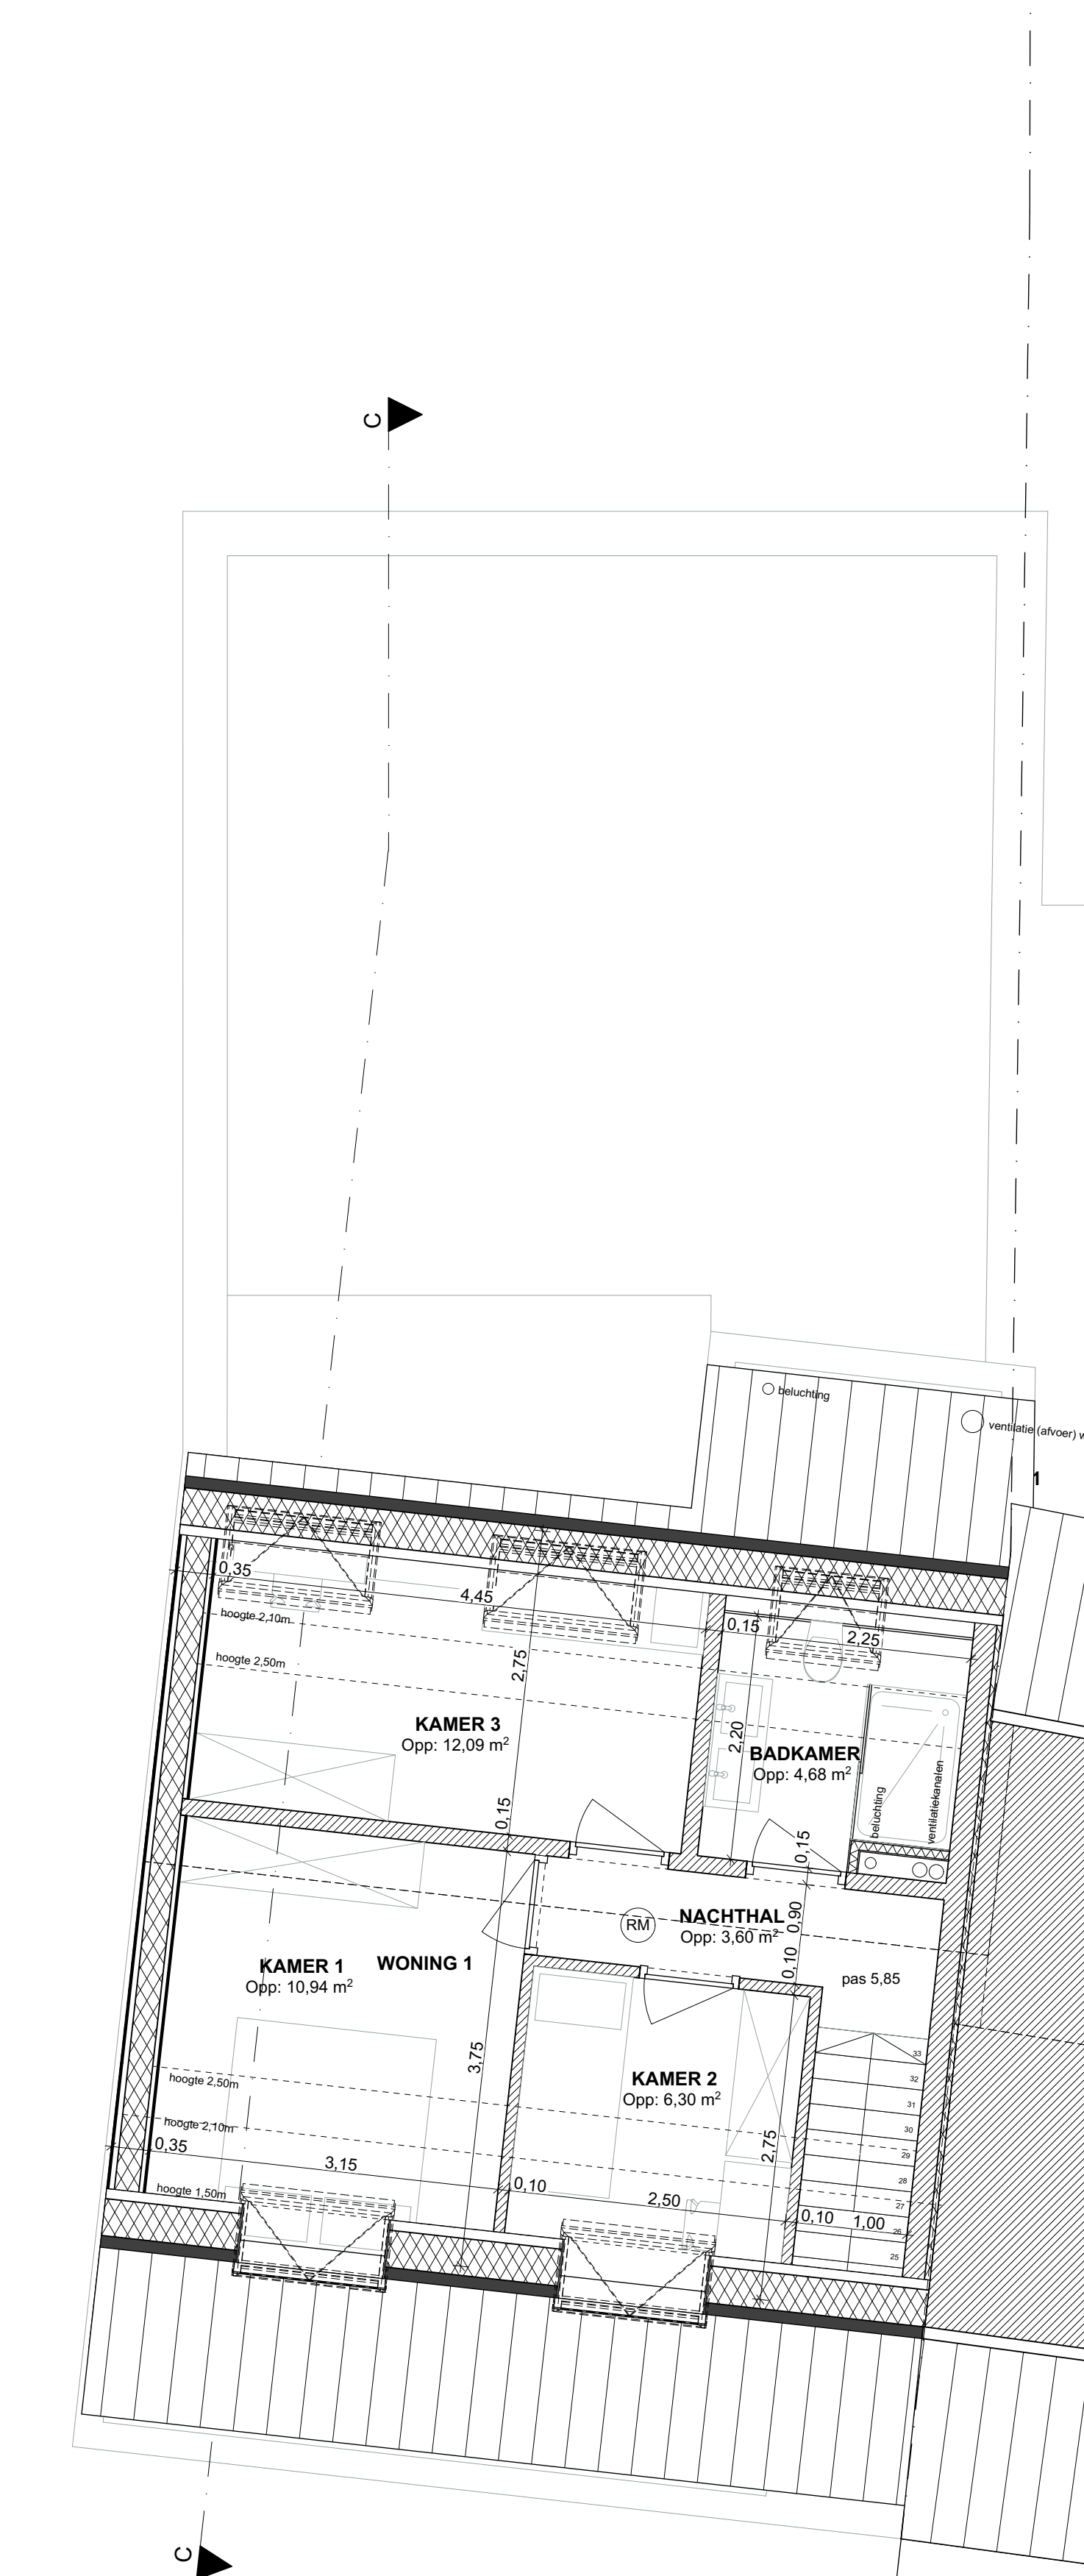 C
beluchting
ventilatie (afvoer) w
1
0,35
4,45
hoogte 2,10m
0,15
2,25
hoogte 2,50m
2,75
KAMER 3
Opp: 12,09 m²
2,20
BADKAMER
Opp: 4,68 m²
beluchting
ventilatiekanalen
0,15
0,15
RM
NACHTHAL
Opp: 3,60 m²
0,90
0,10
KAMER 1
Opp: 10,94 m²
WONING 1
pas 5,85
3,75
KAMER 2
Opp: 6,30 m²
33
32
31
30
29
28
27
26
25
hoogte 2,50m
hoogte 2,10m
2,75
0,35
3,15
hoogte 1,50m
0,10
2,50
0,10
1,00
C